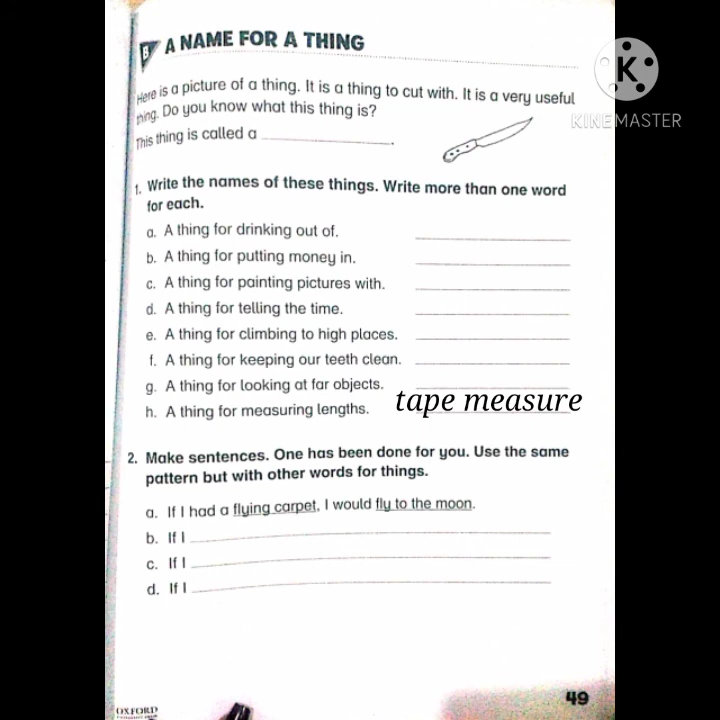 B A NAME FOR A THING
K
KINEMASTER
Here is a picture of a thing. It is a thing to cut with. It is a very useful
thing. Do you know what this thing is?
This thing is called a ____________.
1. Write the names of these things. Write more than one word
for each.
a. A thing for drinking out of.
b. A thing for putting money in.
c. A thing for painting pictures with.
d. A thing for telling the time.
e. A thing for climbing to high places.
f. A thing for keeping our teeth clean.
g. A thing for looking at far objects.
h. A thing for measuring lengths. tape measure
2. Make sentences. One has been done for you. Use the same
pattern but with other words for things.
a. If I had a flying carpet, I would fly to the moon.
b. If I
c. If I
d. If I
OXFORD
49